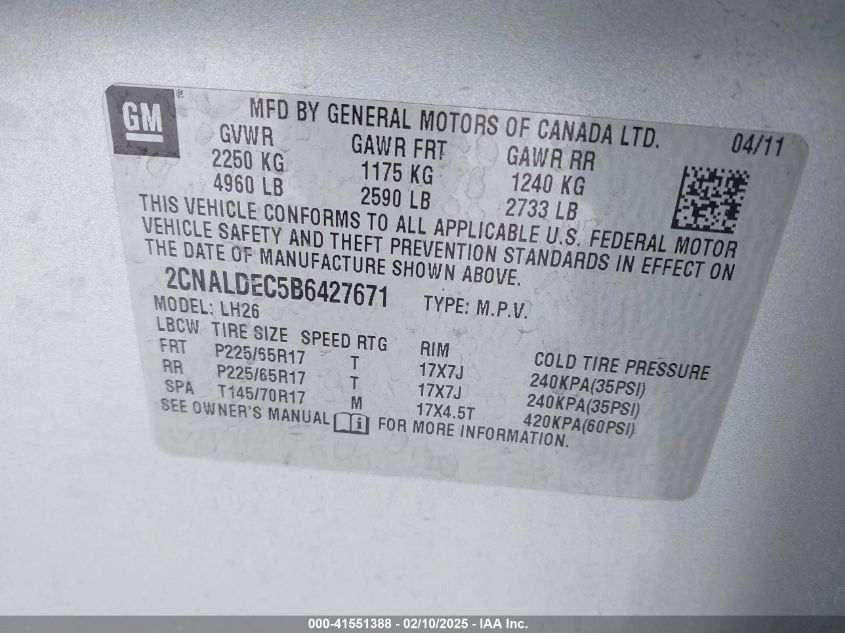 GM ®
MFD BY GENERAL MOTORS OF CANADA LTD. 04/11
GVWR GAWR FRT GAWR RR
2250 KG 1175 KG 1240 KG
4960 LB 2590 LB 2733 LB
THIS VEHICLE CONFORMS TO ALL APPLICABLE U.S. FEDERAL MOTOR
VEHICLE SAFETY AND THEFT PREVENTION STANDARDS IN EFFECT ON
THE DATE OF MANUFACTURE SHOWN ABOVE.
2CNALDEC5B6427671 TYPE: M.P.V.
MODEL: LH26
LBCW TIRE SIZE SPEED RTG RIM COLD TIRE PRESSURE
FRT P225/65R17 T 17X7J 240KPA(35PSI)
RR P225/65R17 T 17X7J 240KPA(35PSI)
SPA T145/70R17 M 17X4.5T 420KPA(60PSI)
SEE OWNER'S MANUAL FOR MORE INFORMATION.
000-41551388 - 02/10/2025 - IAA Inc.